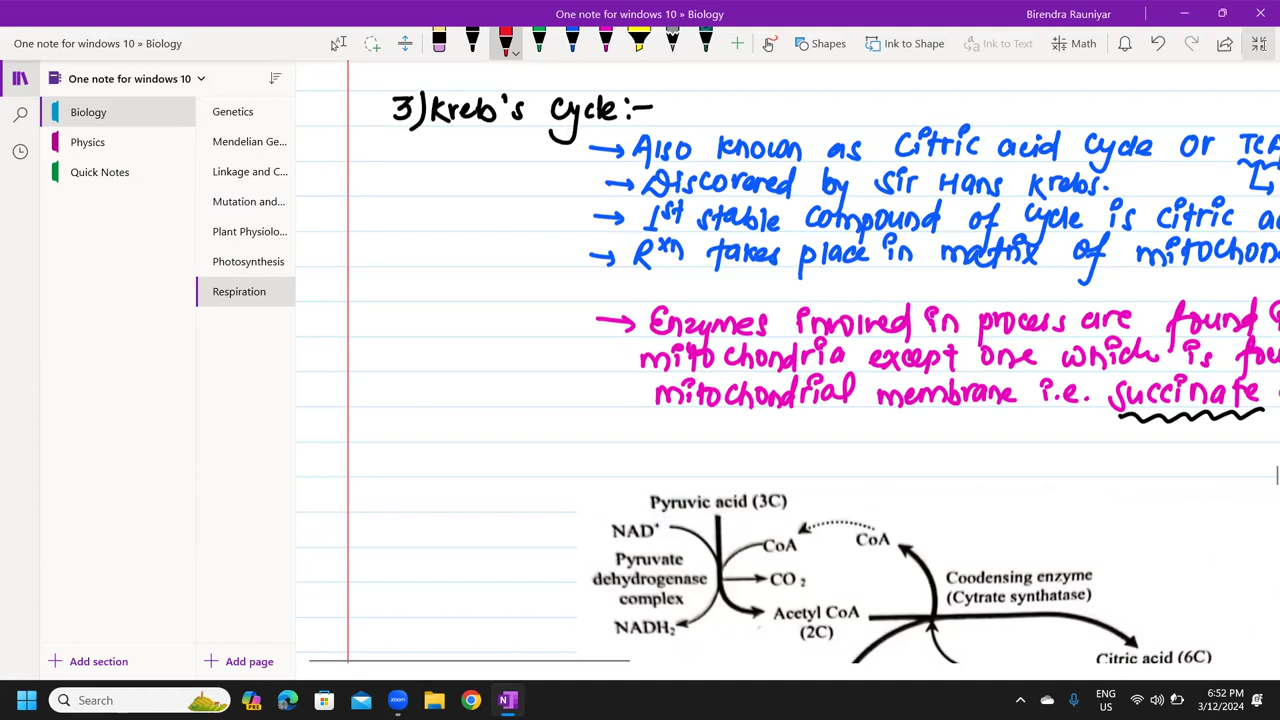 One note for windows 10 » Biology
Birendra Rauniyar
One note for windows 10 » Biology
Shapes
Ink to Shape
Ink to Text
Math
One note for windows 10
Biology
Physics
Quick Notes
Genetics
Mendelian Ge...
Linkage and C...
Mutation and...
Plant Physiolo...
Photosynthesis
Respiration
3) Kreb's Cycle:-
→ Also known as Citric acid cycle or TCA
→ Discovered by Sir Hans Krebs.
→ 1st stable compound of cycle is citric
→ Rxn takes place in matrix of
→ Enzymes involved in process are found
mitochondria except one which is
mitochondrial membrane i.e. succinate
Pyruvic acid (3C)
NAD+
CoA
CoA
Pyruvate
dehydrogenase
complex
CO2
Coodensing enzyme
(Cytrate synthatase)
NADH2
Acetyl CoA
(2C)
Citric acid (6C)
Add section
Add page
Search
ENG
US
6:52 PM
3/12/2024